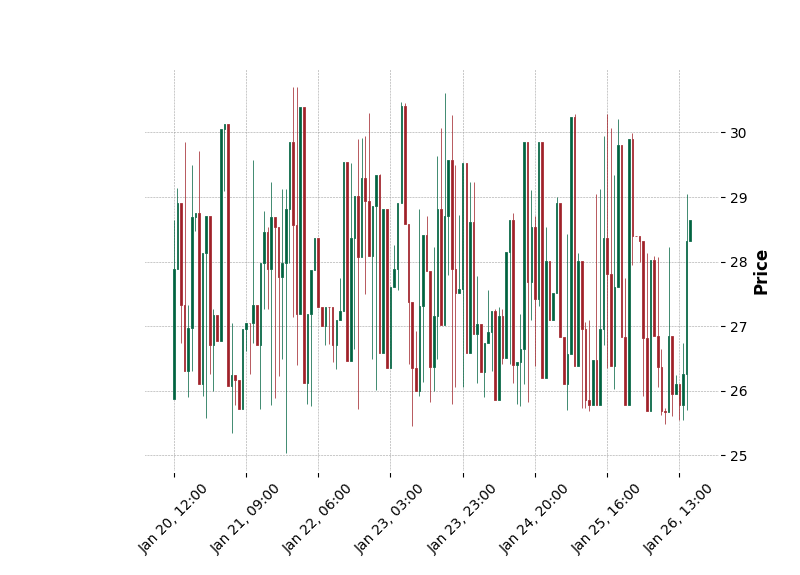 30
29
28
27
26
25
Price
Jan 20, 12:00
Jan 21, 09:00
Jan 22, 06:00
Jan 23, 03:00
Jan 23, 23:00
Jan 24, 20:00
Jan 25, 16:00
Jan 26, 13:00